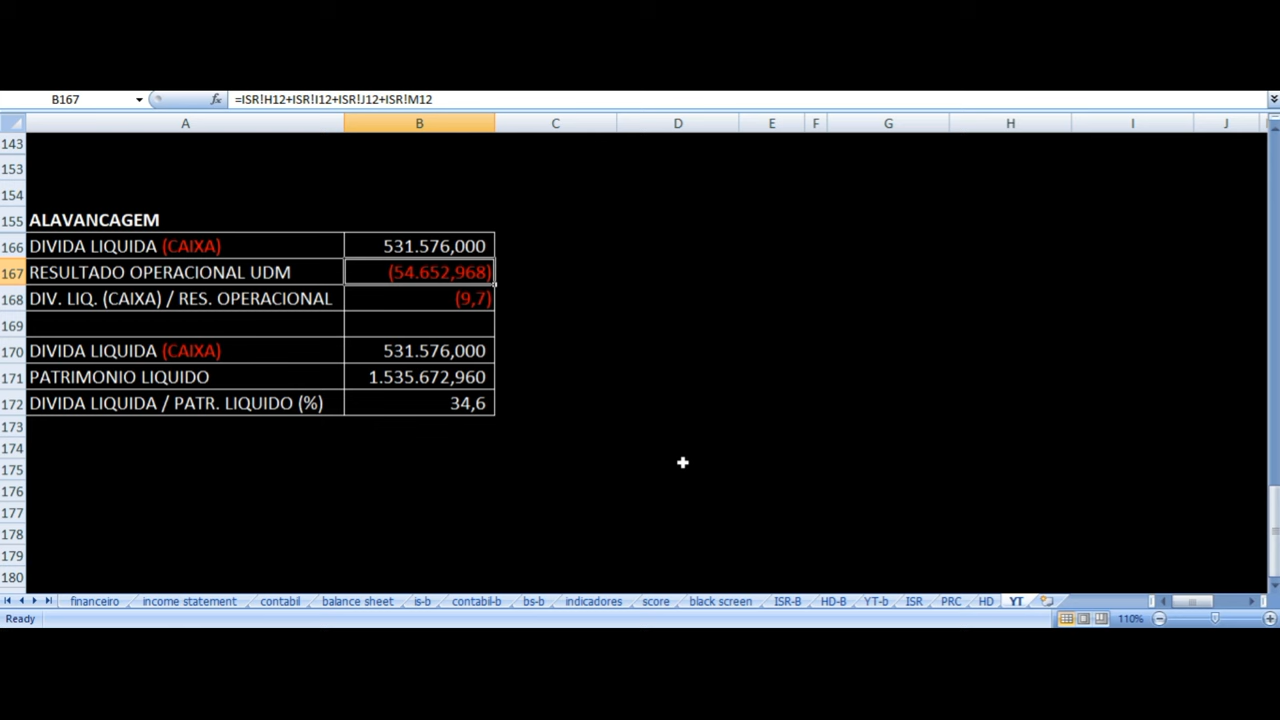 B167 fx =ISR!H12+ISR!I12+ISR!J12+ISR!M12
A B C D E F G H I J
143
153
154
155 ALAVANCAGEM
166 DIVIDA LIQUIDA (CAIXA) 531.576,000
167 RESULTADO OPERACIONAL UDM (54.652,968)
168 DIV. LIQ. (CAIXA) / RES. OPERACIONAL (9,7)
169
170 DIVIDA LIQUIDA (CAIXA) 531.576,000
171 PATRIMONIO LIQUIDO 1.535.672,960
172 DIVIDA LIQUIDA / PATR. LIQUIDO (%) 34,6
173
174
175
176
177
178
179
180
financeiro income statement contabil balance sheet is-b contabil-b bs-b indicadores score black screen ISR-B HD-B YT-b ISR PRC HD YT
Ready 110%